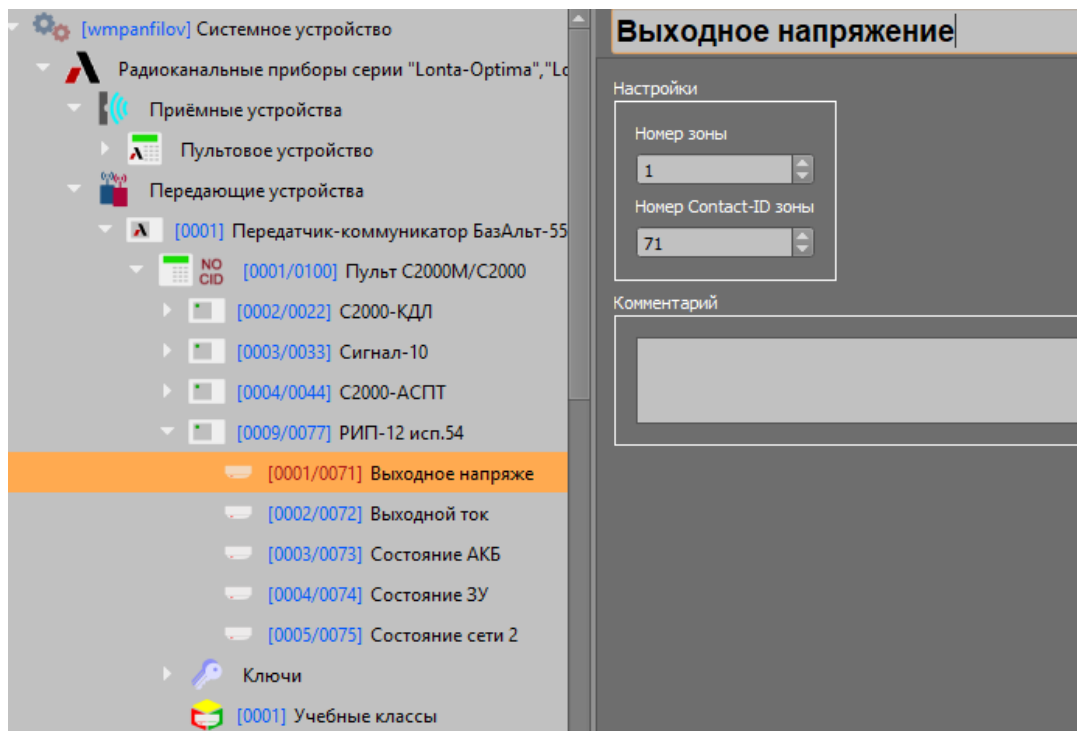 [wmpanfilov] Системное устройство
Радиоканальные приборы серии "Lonta-Optima","Lo
Приёмные устройства
Пультовое устройство
Передающие устройства
[0001] Передатчик-коммуникатор БазАльт-55
NO CID [0001/0100] Пульт С2000М/С2000
[0002/0022] С2000-КДЛ
[0003/0033] Сигнал-10
[0004/0044] С2000-АСПТ
[0009/0077] РИП-12 исп.54
[0001/0071] Выходное напряже
[0002/0072] Выходной ток
[0003/0073] Состояние АКБ
[0004/0074] Состояние ЗУ
[0005/0075] Состояние сети 2
Ключи
[0001] Учебные классы
Выходное напряжение
Настройки
Номер зоны
1
Номер Contact-ID зоны
71
Комментарий